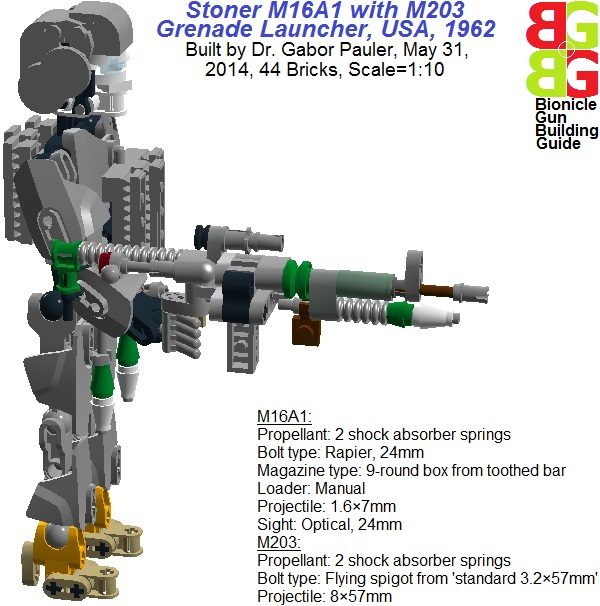 Stoner M16A1 with M203
Grenade Launcher, USA, 1962
Built by Dr. Gabor Pauler, May 31,
2014, 44 Bricks, Scale=1:10
BG
BG
Bionicle
Gun
Building
Guide
M16A1:
Propellant: 2 shock absorber springs
Bolt type: Rapier, 24mm
Magazine type: 9-round box from toothed bar
Loader: Manual
Projectile: 1.6×7mm
Sight: Optical, 24mm
M203:
Propellant: 2 shock absorber springs
Bolt type: Flying spigot from 'standard 3.2×57mm'
Projectile: 8×57mm